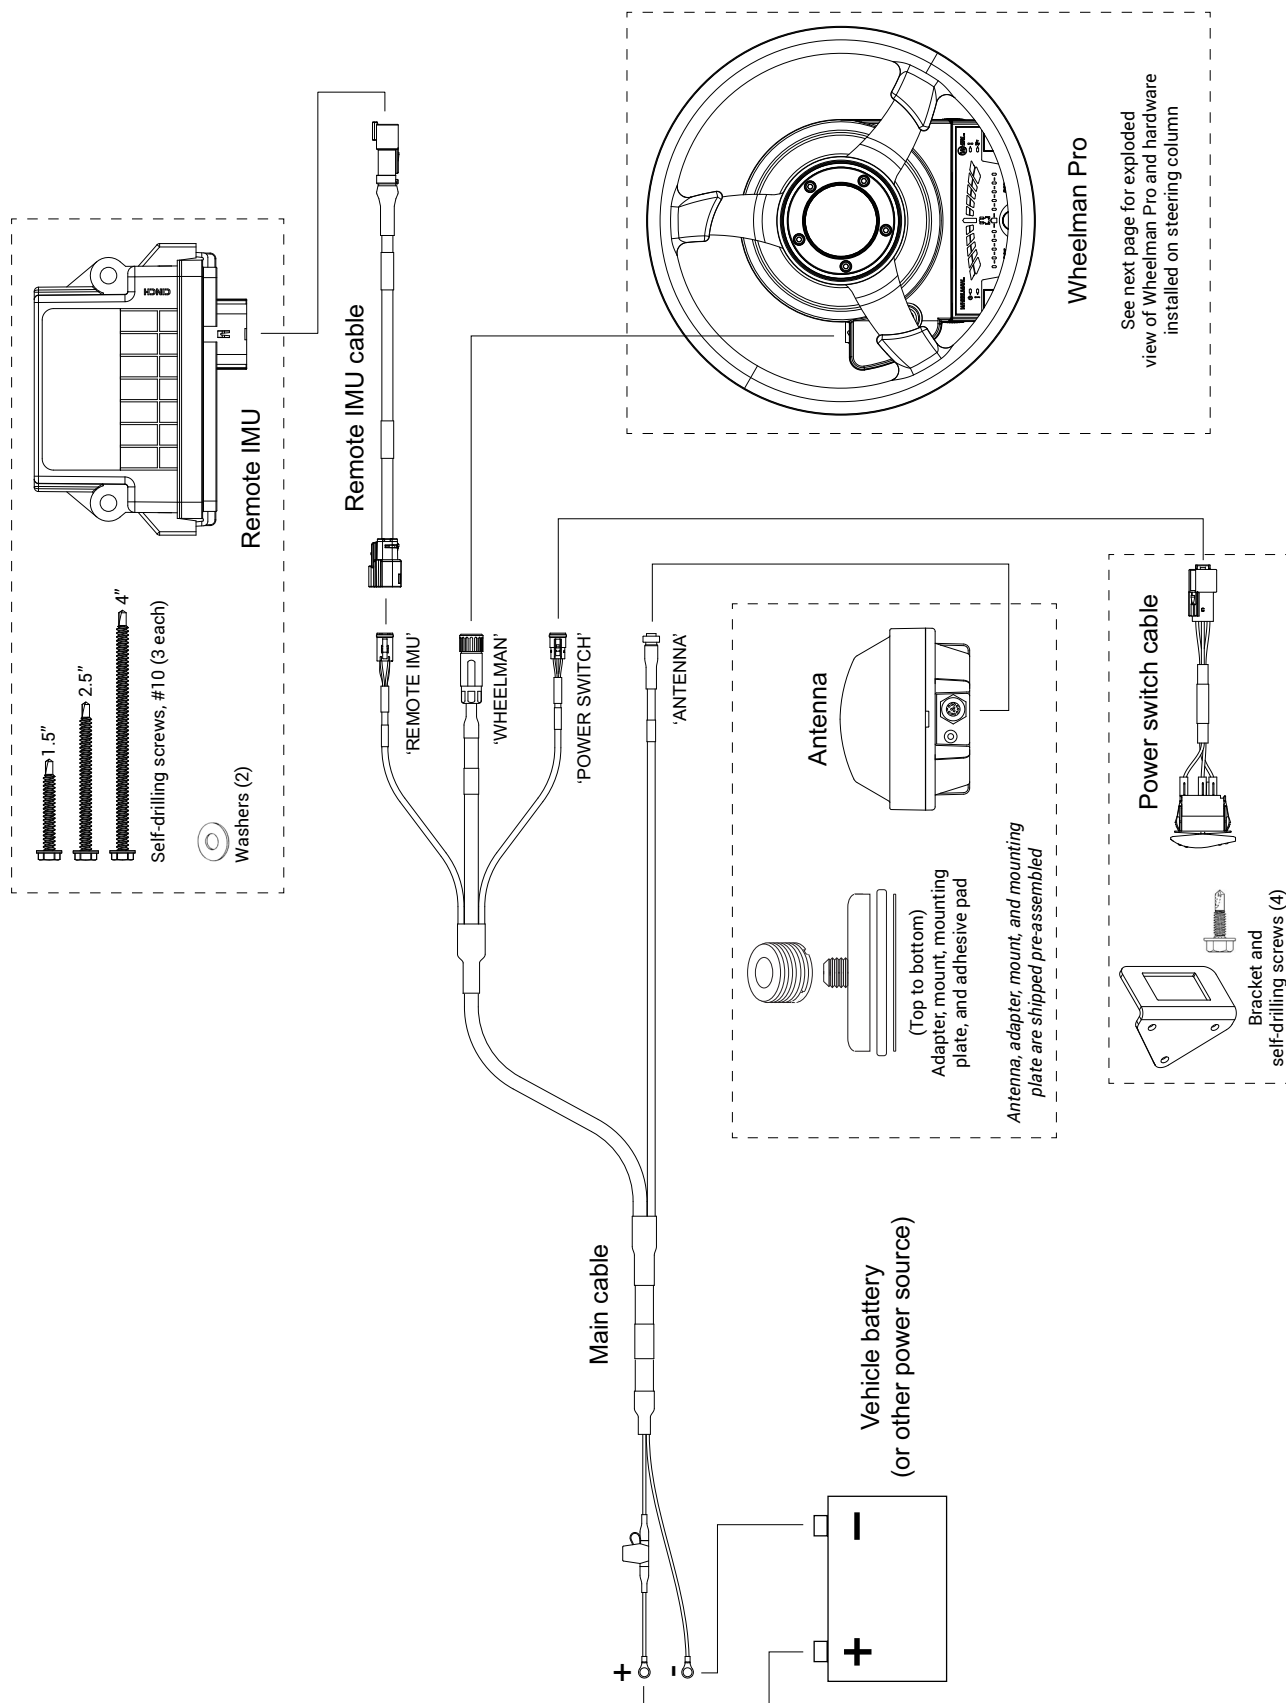 1.5”
2.5”
4”
Self-drilling screws, #10 (3 each)
Washers (2)
CINCH
Remote IMU
Remote IMU cable
‘REMOTE IMU’
‘WHEELMAN’
‘POWER SWITCH’
‘ANTENNA’
Main cable
+
-
Vehicle battery
(or other power source)
+
−
Antenna
(Top to bottom)
Adapter, mount, mounting
plate, and adhesive pad
Antenna, adapter, mount, and mounting
plate are shipped pre-assembled
Wheelman Pro
See next page for exploded
view of Wheelman Pro and hardware
installed on steering column
Power switch cable
Bracket and
self-drilling screws (4)